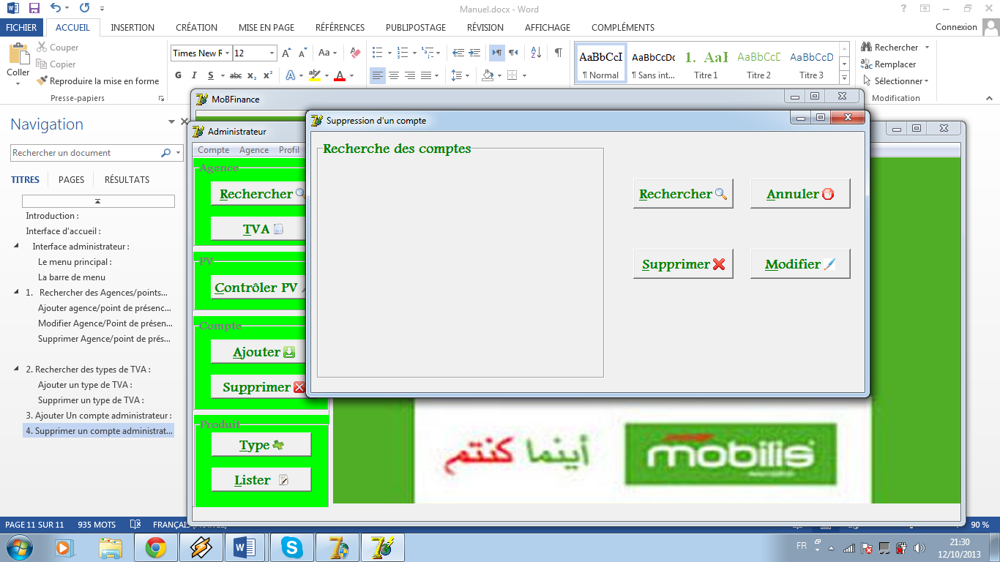 Manuel.docx - Word
FICHIER ACCUEIL INSERTION CRÉATION MISE EN PAGE RÉFÉRENCES PUBLIPOSTAGE RÉVISION AFFICHAGE COMPLÉMENTS Connexion
Coller
Couper
Copier
Reproduire la mise en forme
Presse-papiers
Times New R 12
G I S abc x₂ x² A ab A
Aa
AaBbCcI AaBbCcDc 1. AaI AaBbCcD AaBbCcD
¶ Normal ¶ Sans int... Titre 1 Titre 2 Titre 3
Rechercher
Remplacer
Sélectionner
Modification
Navigation
Rechercher un document
TITRES PAGES RÉSULTATS
Introduction :
Interface d'accueil :
Interface administrateur :
Le menu principal :
La barre de menu
1. Rechercher des Agences/points...
Ajouter agence/point de présenc...
Modifier Agence/Point de présen...
Supprimer Agence/point de prés...
2. Rechercher des types de TVA :
Ajouter un type de TVA :
Supprimer un type de TVA :
3. Ajouter Un compte administrateur :
4. Supprimer un compte administrat...
MoBFinance
Administrateur
Compte Agence Profil
Agence
Rechercher
TVA
PV
Contrôler PV
Compte
Ajouter
Supprimer
Produit
Type
Lister
Suppression d'un compte
Recherche des comptes
Rechercher Annuler
Supprimer Modifier
أينما كنتم
mobilis
PAGE 11 SUR 11 935 MOTS 90 %
FR
21:30
12/10/2013